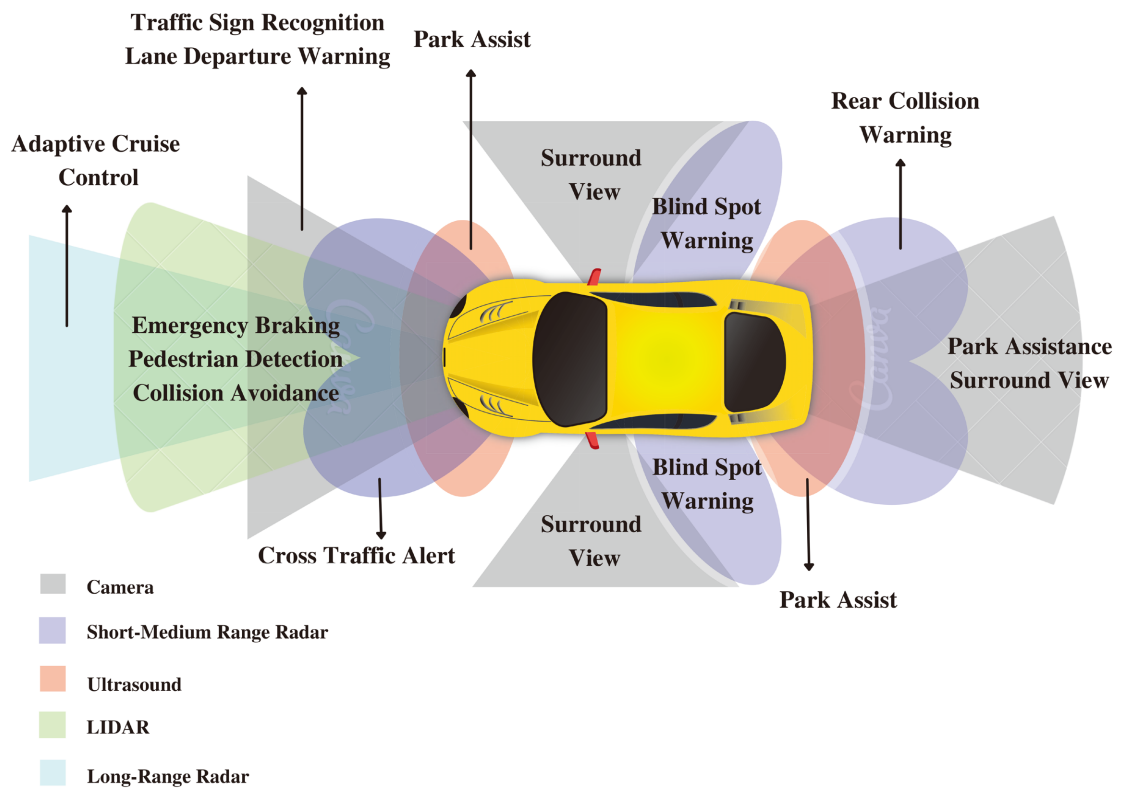 Traffic Sign Recognition
Lane Departure Warning
Park Assist
Rear Collision
Warning
Adaptive Cruise
Control
Surround
View
Blind Spot
Warning
Emergency Braking
Pedestrian Detection
Collision Avoidance
Canva
Canva
Park Assistance
Surround View
Blind Spot
Warning
Surround
View
Cross Traffic Alert
Park Assist
Camera
Short-Medium Range Radar
Ultrasound
LIDAR
Long-Range Radar